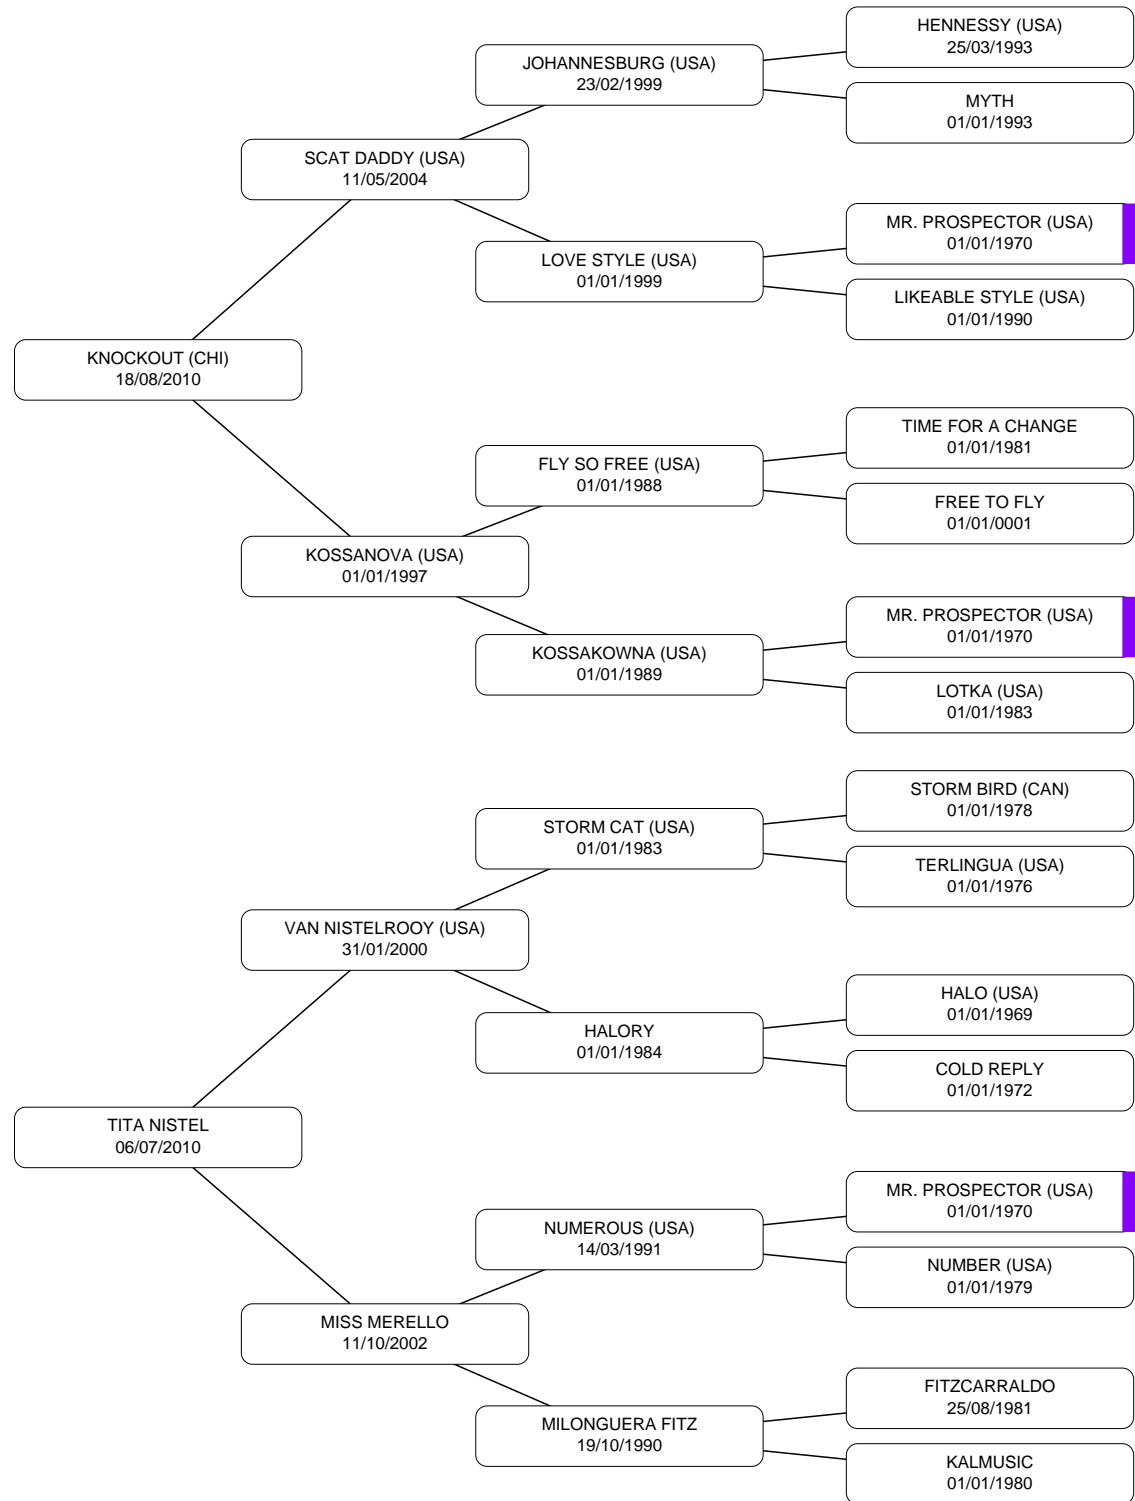 HENNESSY (USA)
25/03/1993
JOHANNESBURG (USA)
23/02/1999
MYTH
01/01/1993
SCAT DADDY (USA)
11/05/2004
MR. PROSPECTOR (USA)
01/01/1970
LOVE STYLE (USA)
01/01/1999
LIKEABLE STYLE (USA)
01/01/1990
KNOCKOUT (CHI)
18/08/2010
TIME FOR A CHANGE
01/01/1981
FLY SO FREE (USA)
01/01/1988
FREE TO FLY
01/01/0001
KOSSANOVA (USA)
01/01/1997
MR. PROSPECTOR (USA)
01/01/1970
KOSSAKOWNA (USA)
01/01/1989
LOTKA (USA)
01/01/1983
STORM BIRD (CAN)
01/01/1978
STORM CAT (USA)
01/01/1983
TERLINGUA (USA)
01/01/1976
VAN NISTELROOY (USA)
31/01/2000
HALO (USA)
01/01/1969
HALORY
01/01/1984
COLD REPLY
01/01/1972
TITA NISTEL
06/07/2010
MR. PROSPECTOR (USA)
01/01/1970
NUMEROUS (USA)
14/03/1991
NUMBER (USA)
01/01/1979
MISS MERELLO
11/10/2002
FITZCARRALDO
25/08/1981
MILONGUERA FITZ
19/10/1990
KALMUSIC
01/01/1980